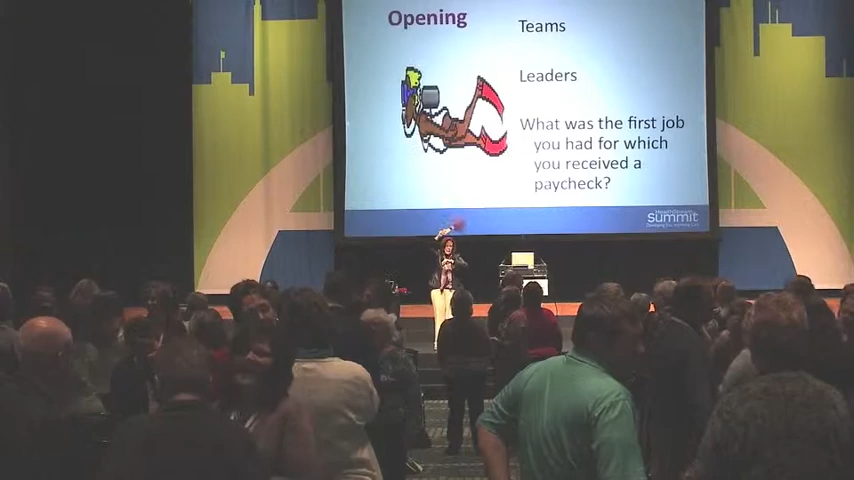 Opening
Teams
Leaders
What was the first job
you had for which
you received a
paycheck?
summit